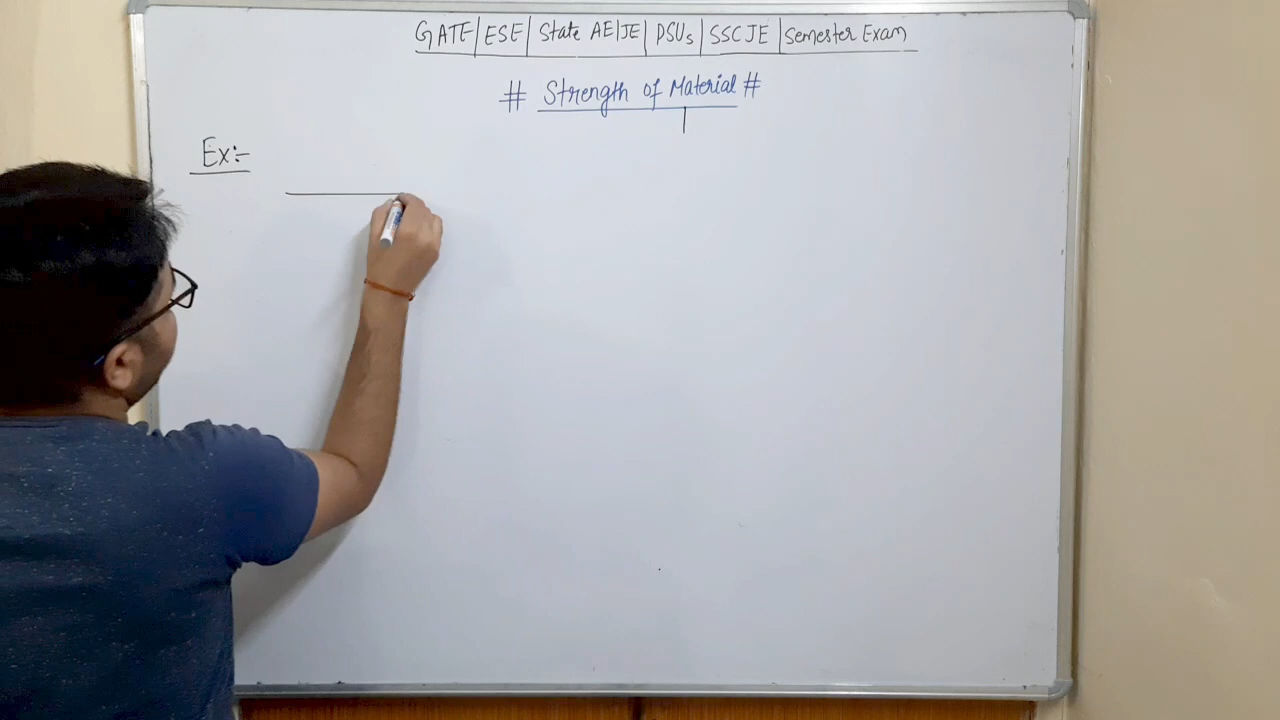 GATE|ESE|State AE|JE|PSUs|SSCJE|Semester Exam
# Strength of Material #
Ex:-